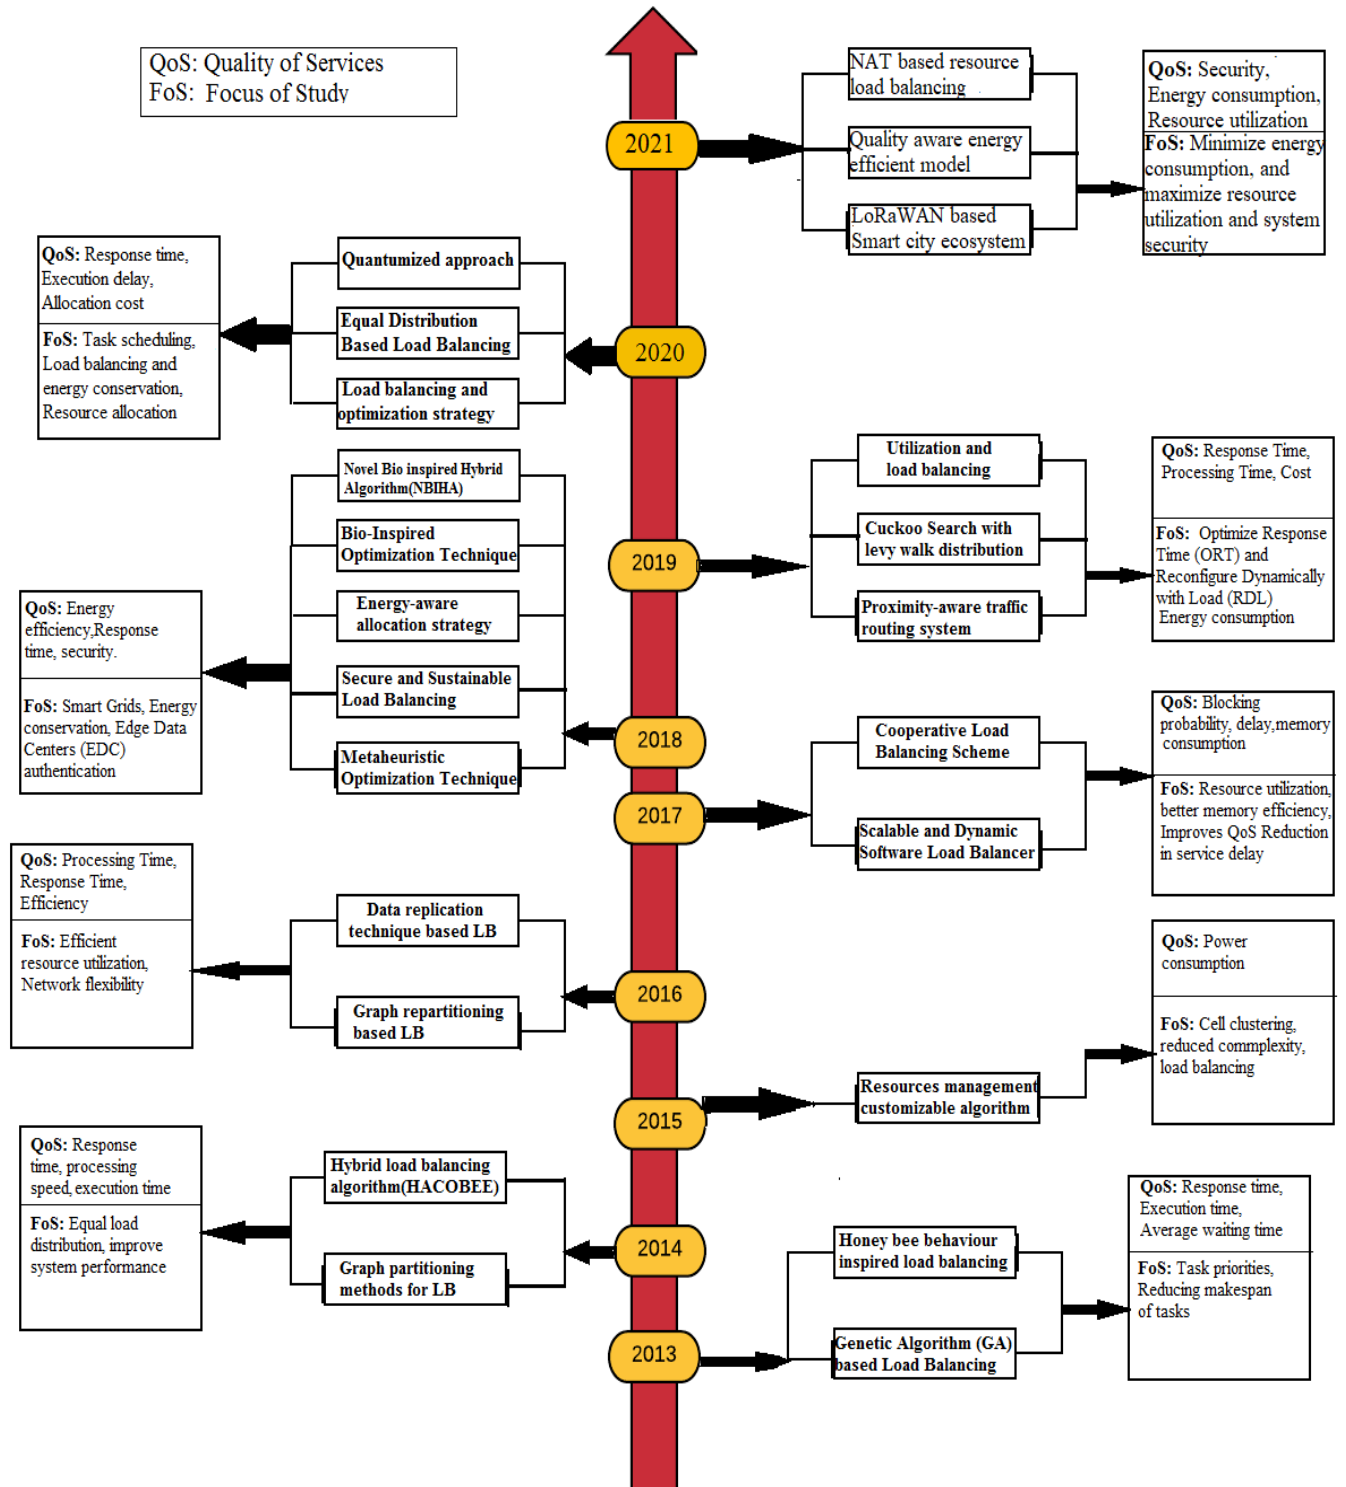 QoS: Quality of Services
FoS: Focus of Study
2021
NAT based resource
load balancing
Quality aware energy
efficient model
LoRaWAN based
Smart city ecosystem
QoS: Security,
Energy consumption,
Resource utilization
FoS: Minimize energy
consumption, and
maximize resource
utilization and system
security
2020
Quantumized approach
Equal Distribution
Based Load Balancing
Load balancing and
optimization strategy
QoS: Response time,
Execution delay,
Allocation cost
FoS: Task scheduling,
Load balancing and
energy conservation,
Resource allocation
2019
Utilization and
load balancing
Cuckoo Search with
levy walk distribution
Proximity-aware traffic
routing system
QoS: Response Time,
Processing Time, Cost
FoS: Optimize Response
Time (ORT) and
Reconfigure Dynamically
with Load (RDL)
Energy consumption
2018
Novel Bio inspired Hybrid
Algorithm(NBIHA)
Bio-Inspired
Optimization Technique
Energy-aware
allocation strategy
Secure and Sustainable
Load Balancing
Metaheuristic
Optimization Technique
QoS: Energy
efficiency,Response
time, security.
FoS: Smart Grids, Energy
conservation, Edge Data
Centers (EDC)
authentication
2017
Cooperative Load
Balancing Scheme
Scalable and Dynamic
Software Load Balancer
QoS: Blocking
probability, delay,memory
consumption
FoS: Resource utilization,
better memory efficiency,
Improves QoS Reduction
in service delay
2016
Data replication
technique based LB
Graph repartitioning
based LB
QoS: Processing Time,
Response Time,
Efficiency
FoS: Efficient
resource utilization,
Network flexibility
2015
Resources management
customizable algorithm
QoS: Power
consumption
FoS: Cell clustering,
reduced commplexity,
load balancing
2014
Hybrid load balancing
algorithm(HACOBEE)
Graph partitioning
methods for LB
QoS: Response
time, processing
speed, execution time
FoS: Equal load
distribution, improve
system performance
2013
Honey bee behaviour
inspired load balancing
Genetic Algorithm (GA)
based Load Balancing
QoS: Response time,
Execution time,
Average waiting time
FoS: Task priorities,
Reducing makespan
of tasks